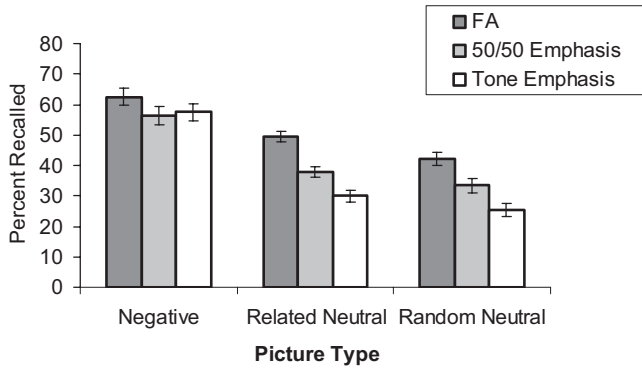 FA
50/50 Emphasis
Tone Emphasis
80
70
60
50
40
30
20
10
0
Percent Recalled
Negative
Related Neutral
Random Neutral
Picture Type